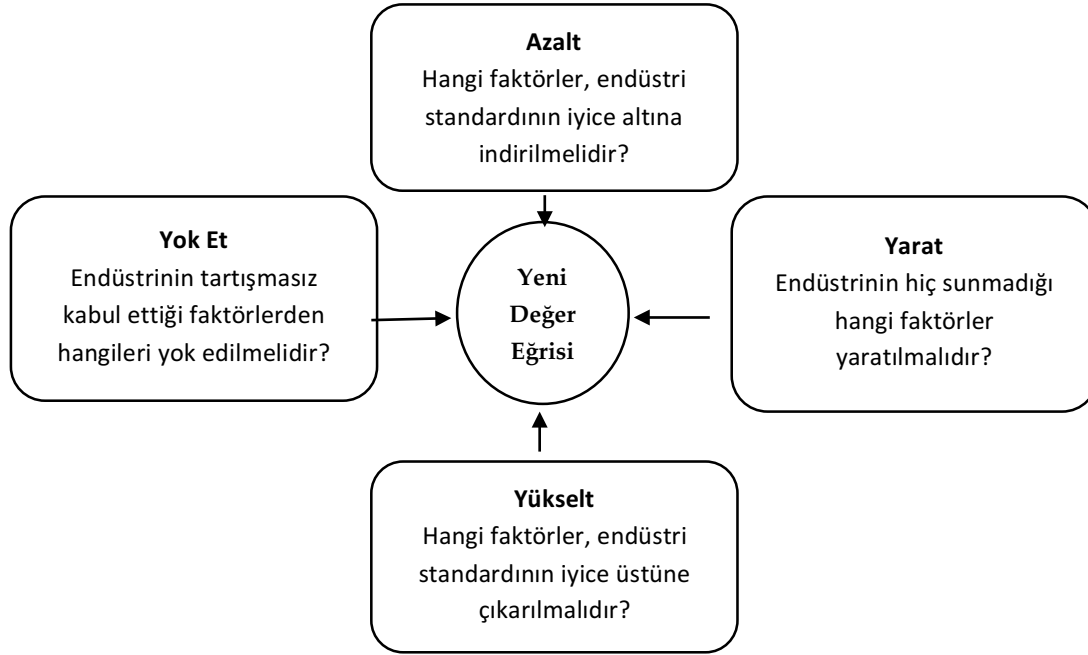 Azalt
Hangi faktörler, endüstri
standardının iyice altına
indirilmelidir?
Yok Et
Endüstrinin tartışmasız
kabul ettiği faktörlerden
hangileri yok edilmelidir?
Yeni
Değer
Eğrisi
Yarat
Endüstrinin hiç sunmadığı
hangi faktörler
yaratılmalıdır?
Yükselt
Hangi faktörler, endüstri
standardının iyice üstüne
çıkarılmalıdır?